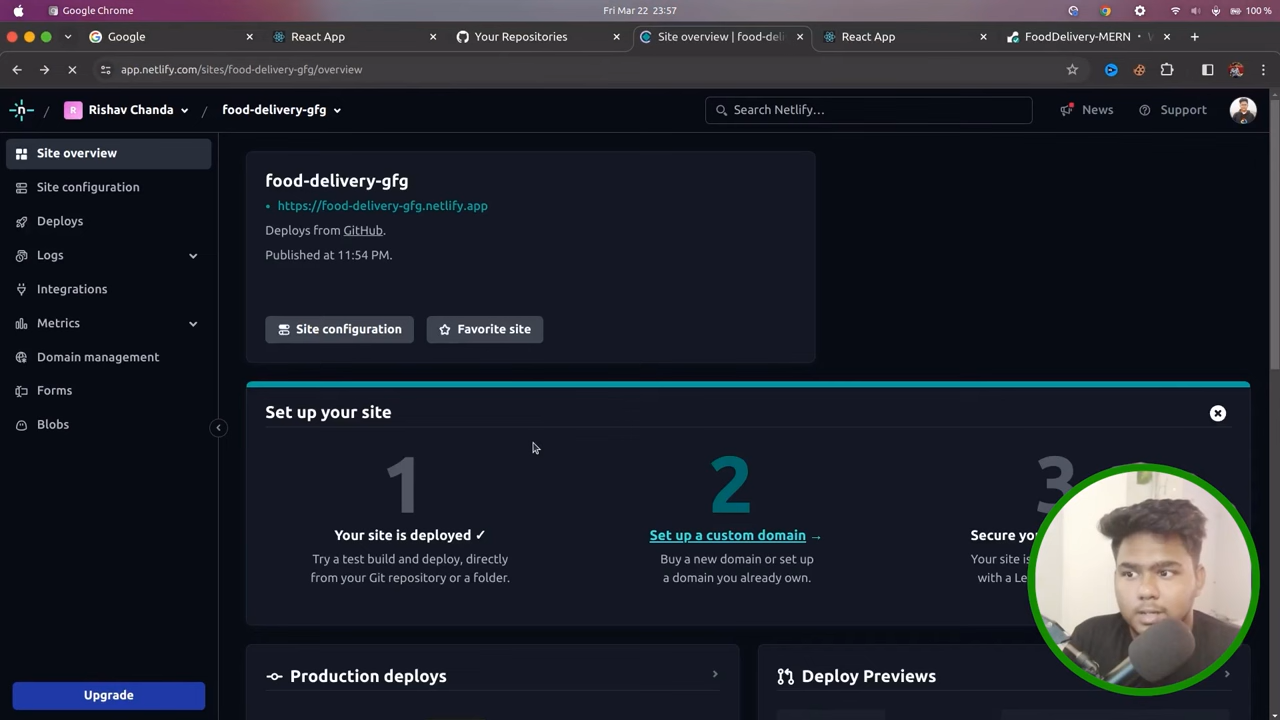 Google Chrome
Fri Mar 22 23:57
100 %
Google
React App
Your Repositories
Site overview | food-deli
React App
FoodDelivery-MERN •
app.netlify.com/sites/food-delivery-gfg/overview
R
Rishav Chanda
food-delivery-gfg
Search Netlify…
News
Support
Site overview
Site configuration
Deploys
Logs
Integrations
Metrics
Domain management
Forms
Blobs
Upgrade
food-delivery-gfg
https://food-delivery-gfg.netlify.app
Deploys from GitHub.
Published at 11:54 PM.
Site configuration
Favorite site
Set up your site
1
Your site is deployed ✓
Try a test build and deploy, directly
from your Git repository or a folder.
2
Set up a custom domain →
Buy a new domain or set up
a domain you already own.
3
Secure
Your site is
with a
Production deploys
Deploy Previews